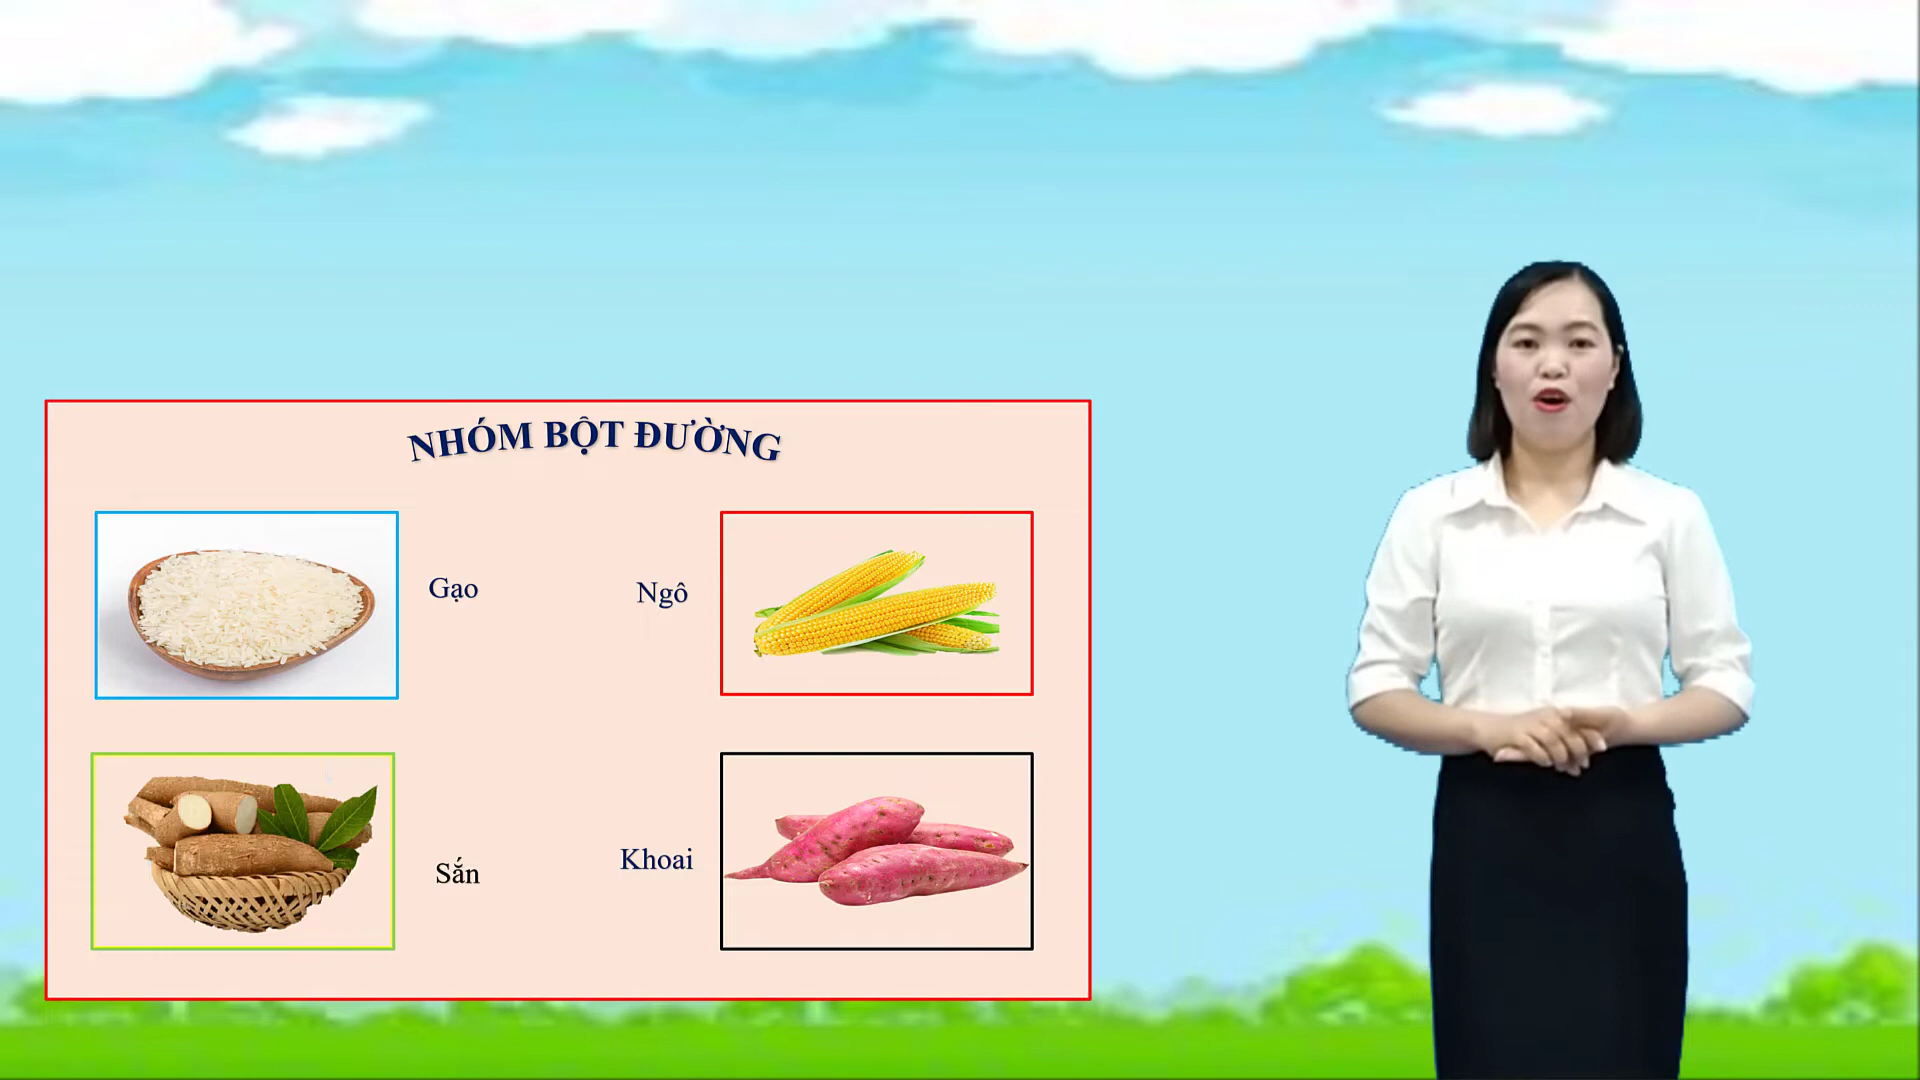 NHÓM BỘT ĐƯỜNG
Gạo
Ngô
Sắn
Khoai